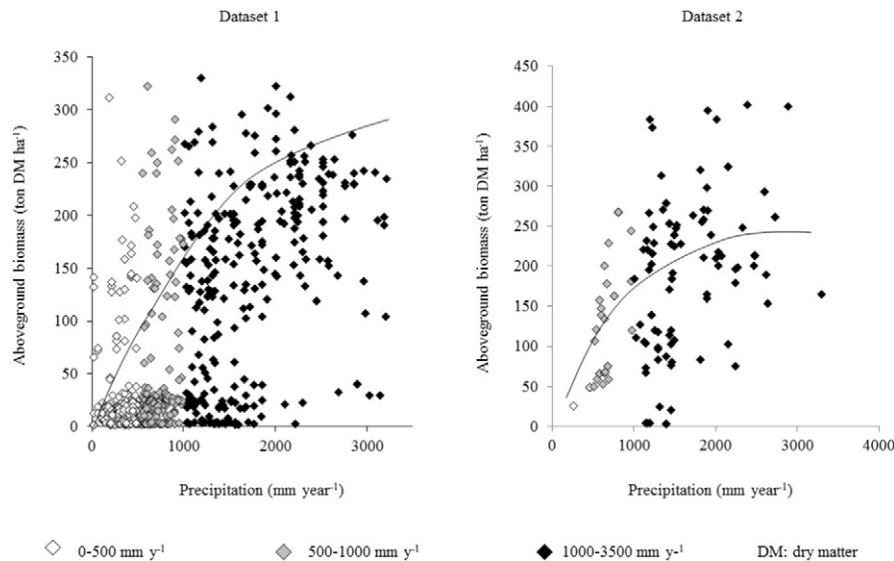 Dataset 1
Dataset 2
Aboveground biomass (ton DM ha⁻¹)
350
300
250
200
150
100
50
0
0
1000
2000
3000
Precipitation (mm year⁻¹)
Aboveground biomass (ton DM ha⁻¹)
450
400
350
300
250
200
150
100
50
0
0
1000
2000
3000
4000
Precipitation (mm year⁻¹)
0-500 mm y⁻¹
500-1000 mm y⁻¹
1000-3500 mm y-¹
DM: dry matter